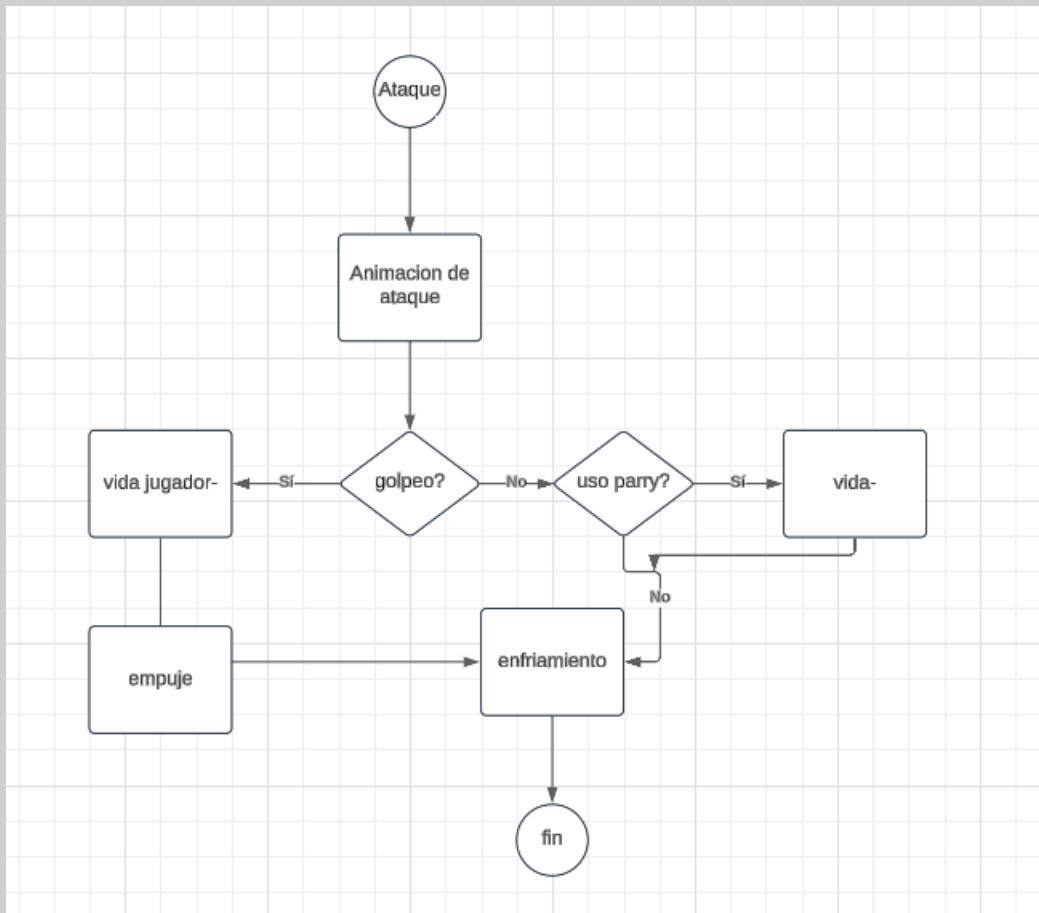 Ataque
Animacion de
ataque
vida jugador-
Sí
golpeo?
No
uso parry?
Sí
vida-
No
empuje
enfriamiento
fin